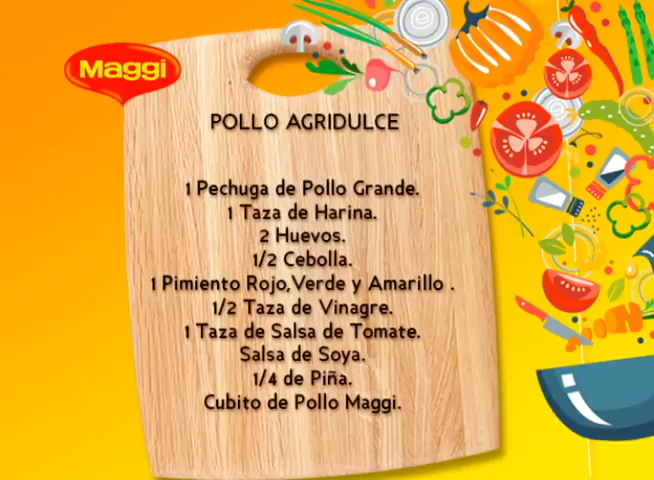 Maggi
POLLO AGRIDULCE
1 Pechuga de Pollo Grande.
1 Taza de Harina.
2 Huevos.
1/2 Cebolla.
1 Pimiento Rojo,Verde y Amarillo .
1/2 Taza de Vinagre.
1 Taza de Salsa de Tomate.
Salsa de Soya.
1/4 de Piña.
Cubito de Pollo Maggi.